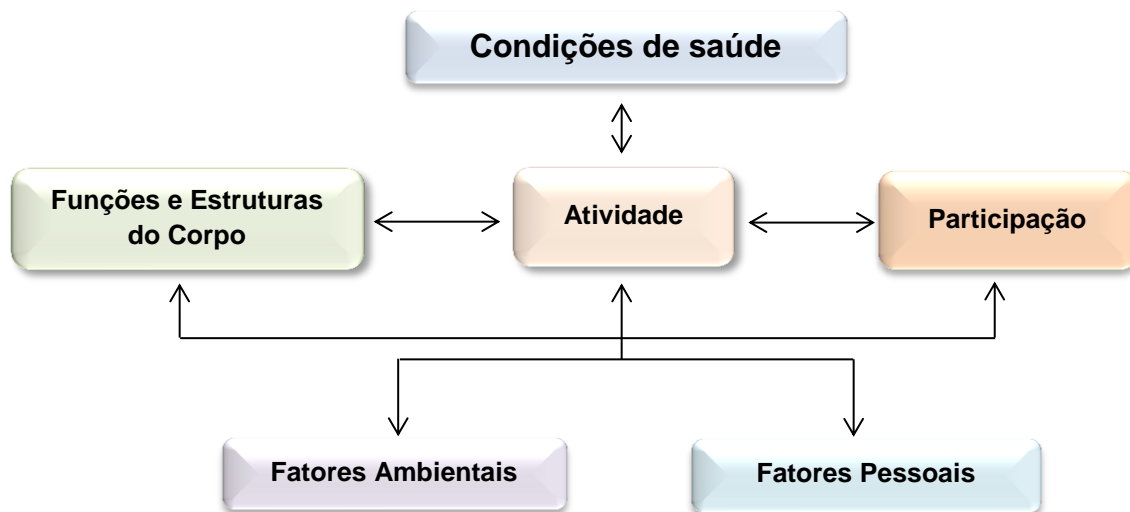 Condições de saúde
Funções e Estruturas
do Corpo
Atividade
Participação
Fatores Ambientais
Fatores Pessoais